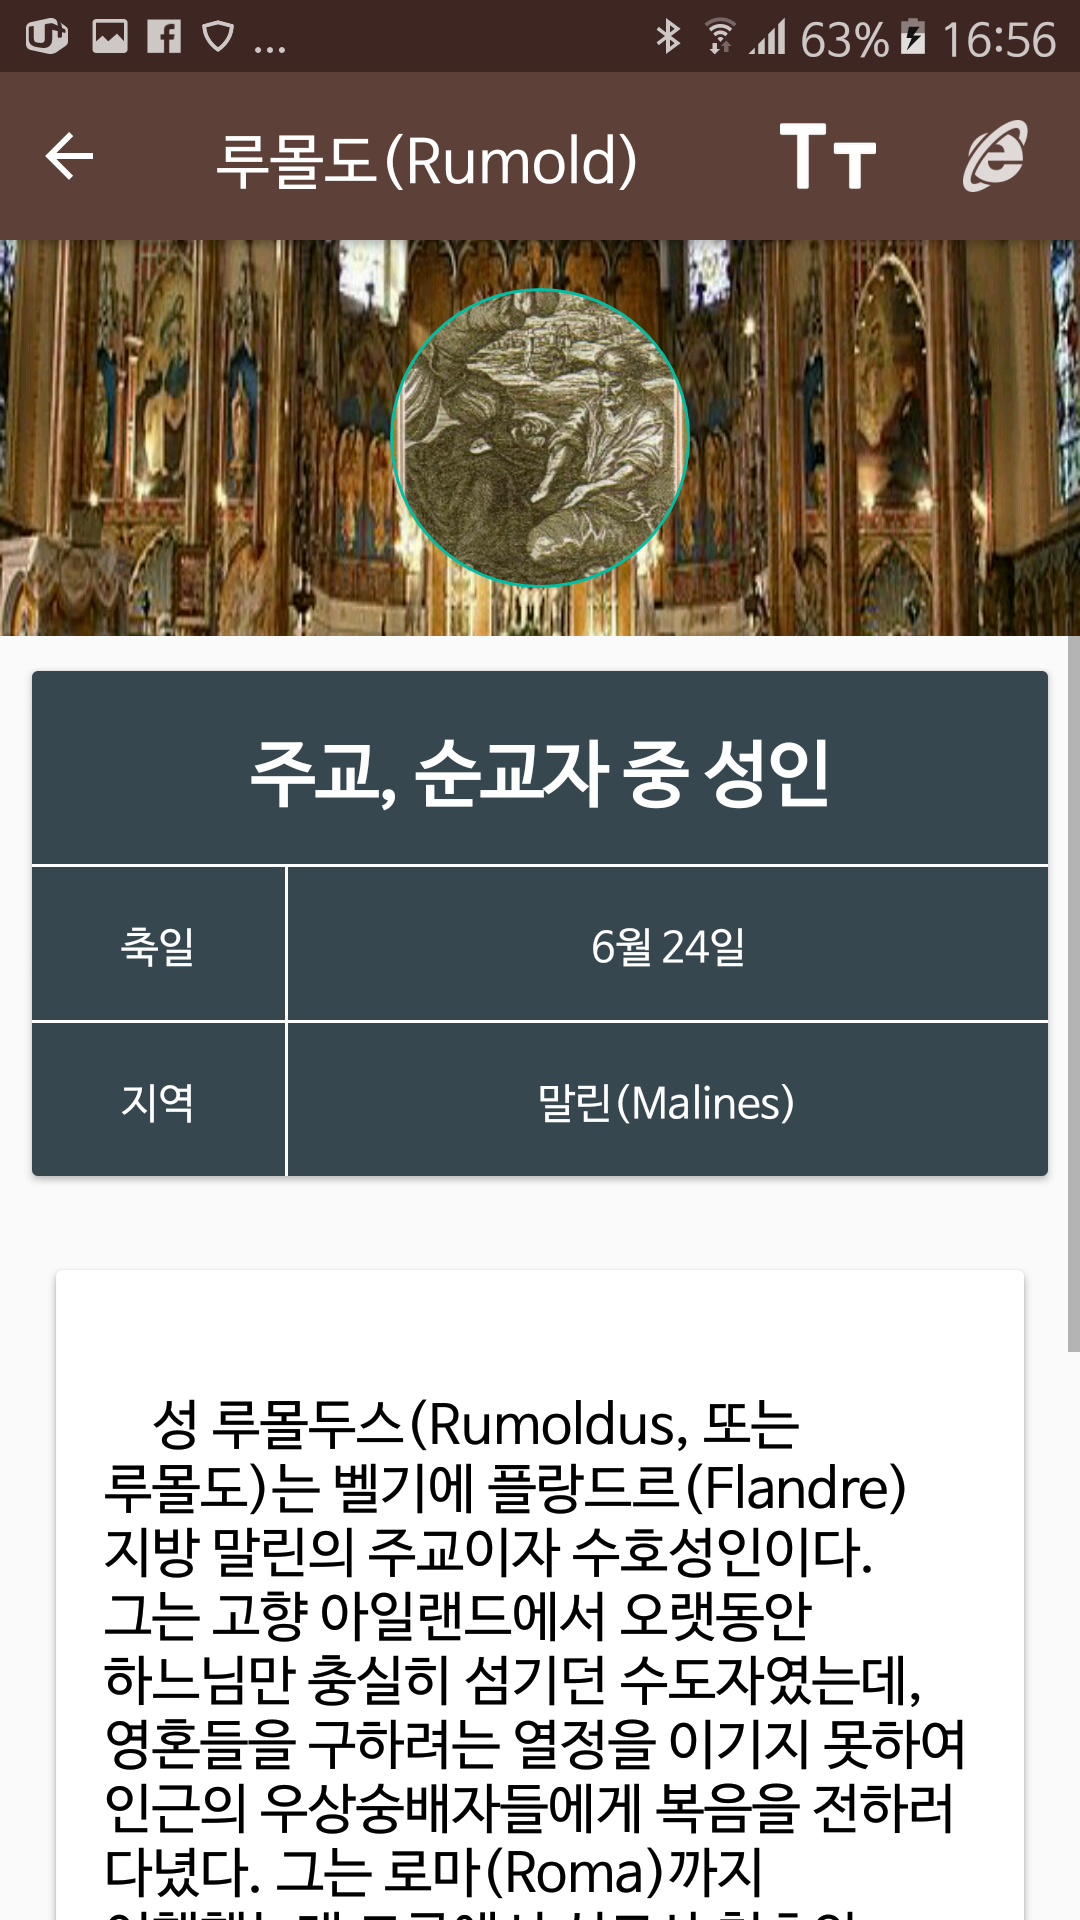 63% 16:56
루몰도(Rumold)
주교, 순교자 중 성인
축일 6월 24일
지역 말린(Malines)
성 루몰두스(Rumoldus, 또는
루몰도)는 벨기에 플랑드르(Flandre)
지방 말린의 주교이자 수호성인이다.
그는 고향 아일랜드에서 오랫동안
하느님만 충실히 섬기던 수도자였는데,
영혼들을 구하려는 열정을 이기지 못하여
인근의 우상숭배자들에게 복음을 전하러
다녔다. 그는 로마(Roma)까지